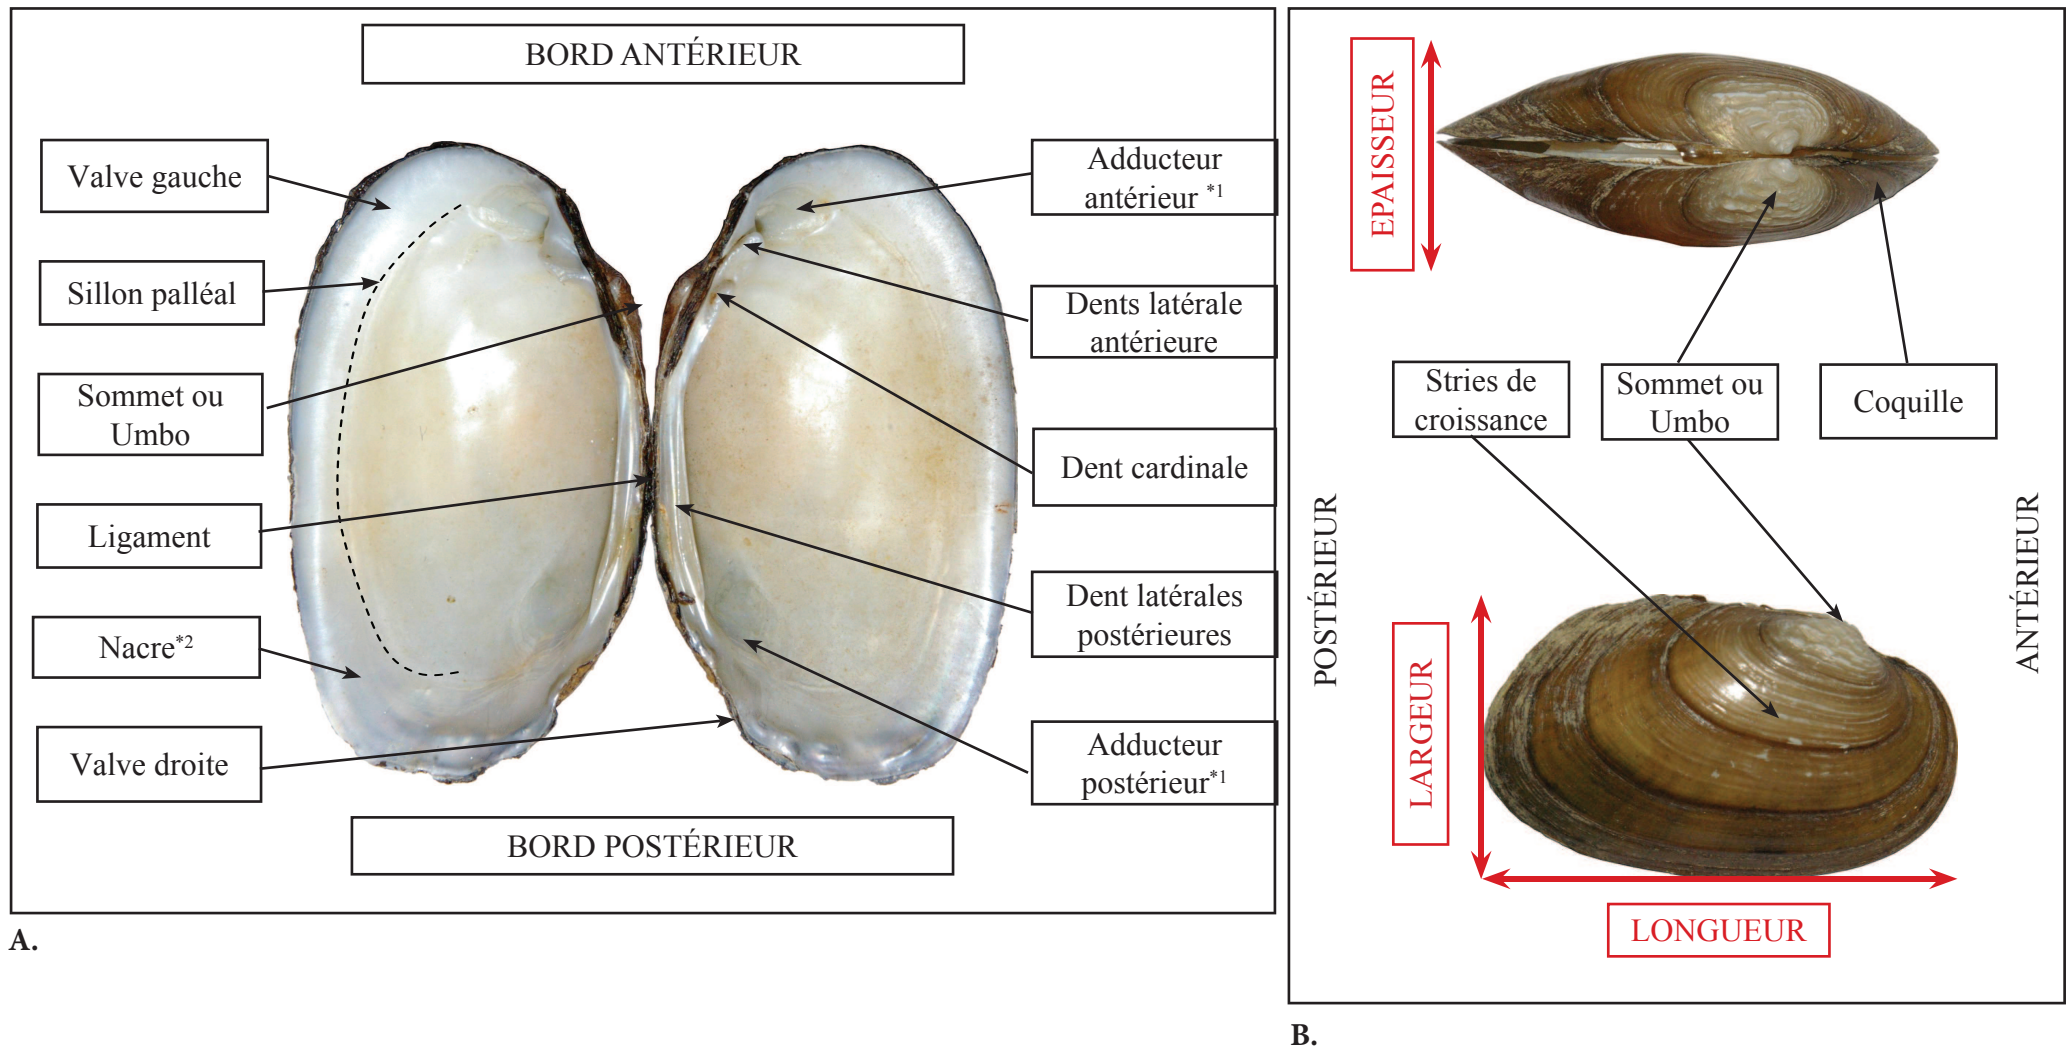 BORD ANTÉRIEUR
Valve gauche
Sillon palléal
Sommet ou
Umbo
Ligament
Nacre*2
Valve droite
Adducteur
antérieur *1
Dents latérale
antérieure
Dent cardinale
Dent latérales
postérieures
Adducteur
postérieur*1
BORD POSTÉRIEUR
A.
EPAISSEUR
Stries de
croissance
Sommet ou
Umbo
Coquille
POSTÉRIEUR
ANTÉRIEUR
LARGEUR
LONGUEUR
B.